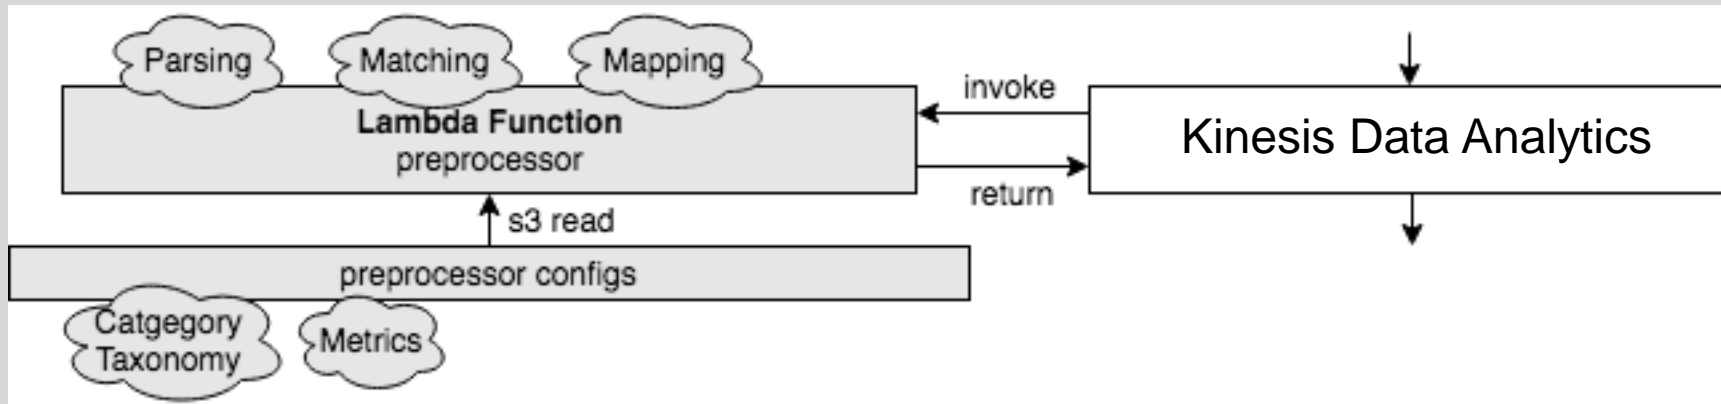 Parsing
Matching
Mapping
Lambda Function
preprocessor
invoke
return
Kinesis Data Analytics
s3 read
preprocessor configs
Catgegory
Taxonomy
Metrics